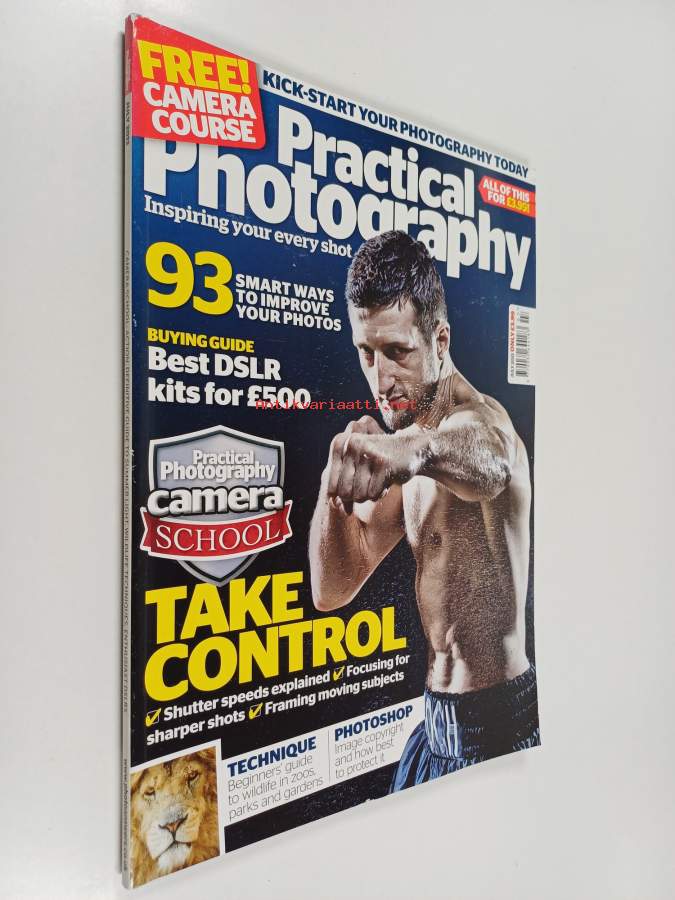 FREE!
CAMERA
COURSE
KICK-START YOUR PHOTOGRAPHY TODAY
Practical
Photography
ALL OF THIS
FOR £3.99!
Inspiring your every shot
93
SMART WAYS
TO IMPROVE
YOUR PHOTOS
BUYING GUIDE
Best DSLR
kits for £500
Antikvariaatti.net
Practical
Photography
camera
SCHOOL
TAKE
CONTROL
Shutter speeds explained Focusing for
sharper shots Framing moving subjects
TECHNIQUE
Beginners' guide
to wildlife in zoos,
parks and gardens
PHOTOSHOP
Image copyright
and how best
to protect it